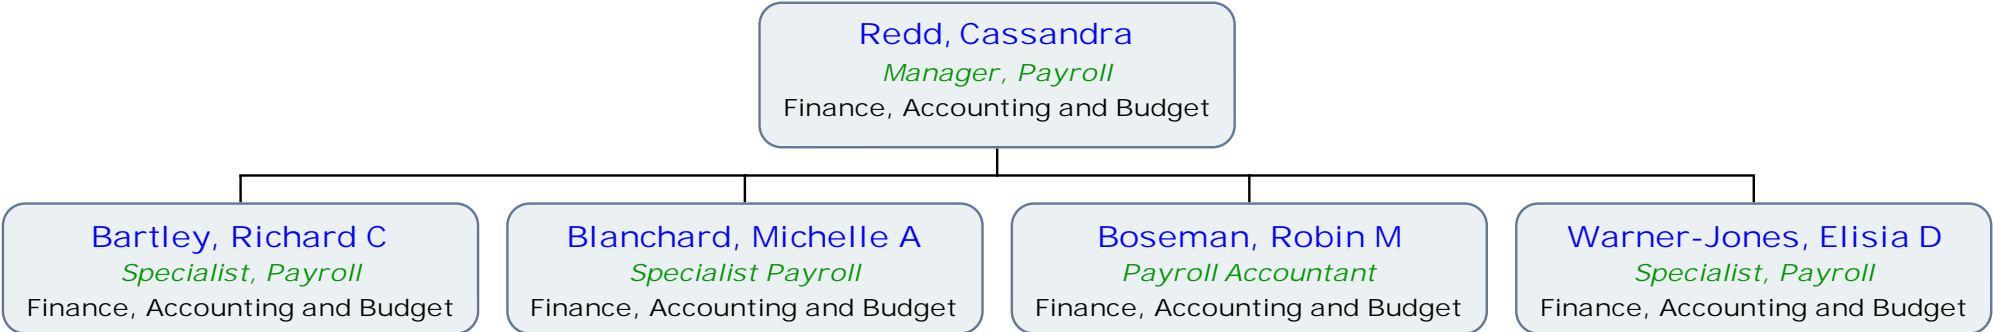 Redd, Cassandra
Manager, Payroll
Finance, Accounting and Budget
Bartley, Richard C
Specialist, Payroll
Finance, Accounting and Budget
Blanchard, Michelle A
Specialist Payroll
Finance, Accounting and Budget
Boseman, Robin M
Payroll Accountant
Finance, Accounting and Budget
Warner-Jones, Elisia D
Specialist, Payroll
Finance, Accounting and Budget